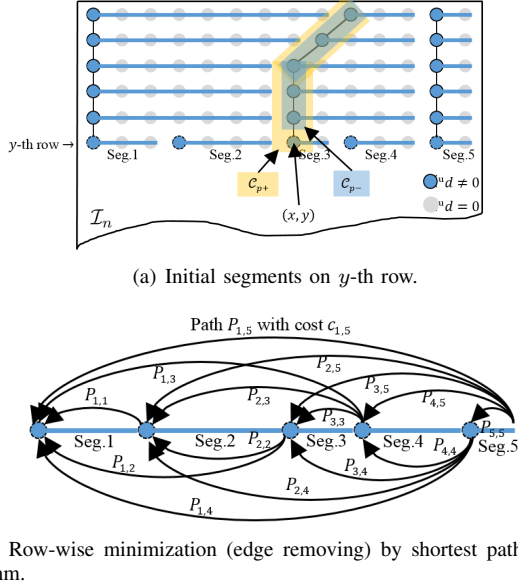 y-th row →
Seg.1 Seg.2 Seg.3 Seg.4 Seg.5
𝒞ₚ₊ 𝒞ₚ₋
(x, y)
ᴺᵘd ≠ 0
ᴺᵘd = 0
ℐₙ
(a) Initial segments on y-th row.
Path P₁,₅ with cost c₁,₅
P₁,₃ P₂,₅
P₁,₁ P₂,₃ P₃,₅
P₃,₃ P₄,₅
P₅,₅
Seg.1 Seg.2 P₂,₂ Seg.3 Seg.4 P₄,₄ Seg.5
P₁,₂ P₃,₄
P₂,₄
P₁,₄
Row-wise minimization (edge removing) by shortest path